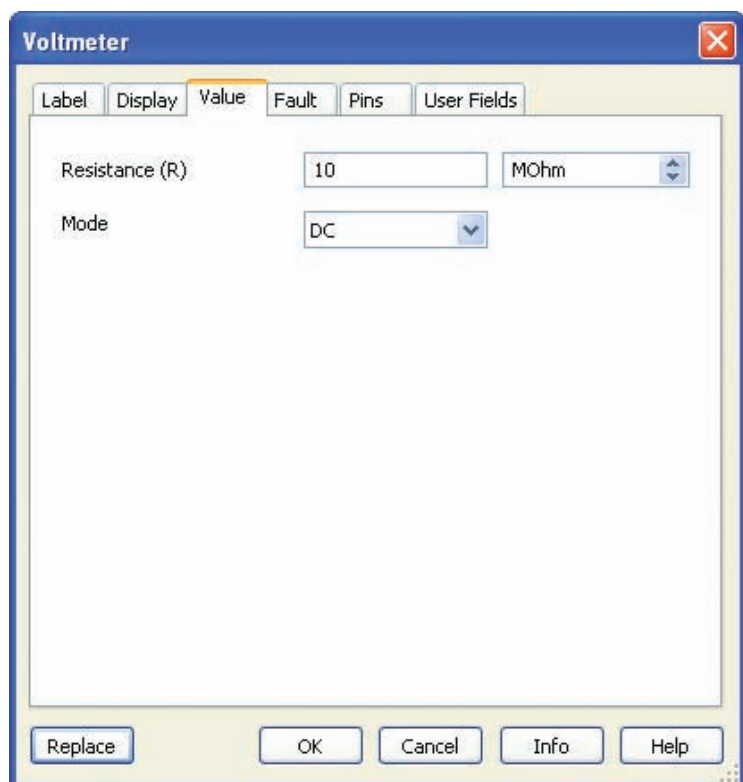 Voltmeter
Label Display Value Fault Pins User Fields
Resistance (R) 10 MOhm
Mode DC
Replace OK Cancel Info Help